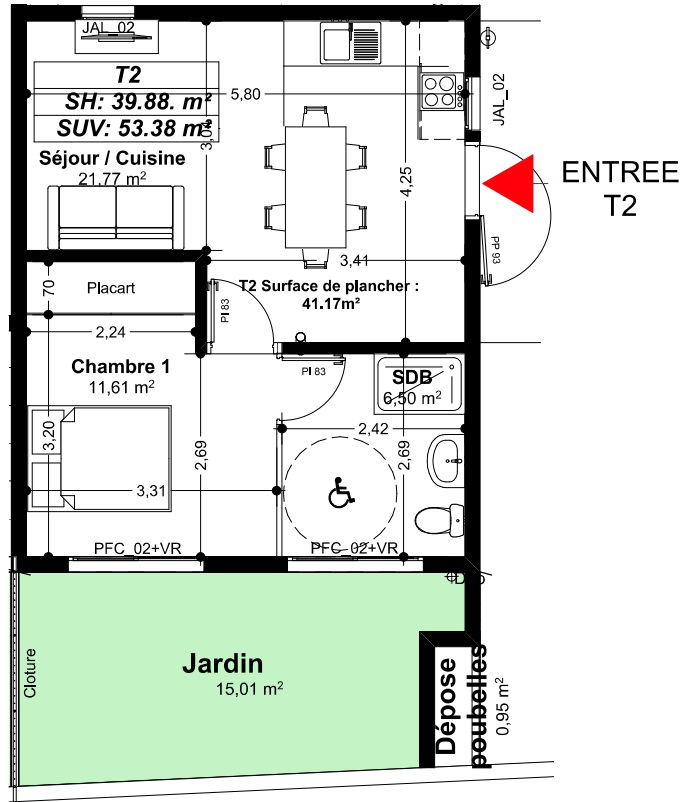 JAL_02
T2
SH: 39.88. m²
SUV: 53.38 m²
5,80
3,04
JAL_02
Séjour / Cuisine
21,77 m²
4,25
ENTREE
T2
PP 93
3,41
T2 Surface de plancher :
41.17m²
70
Placart
PI 83
2,24
Chambre 1
11,61 m²
PI 83
SDB
6,50 m²
3,20
2,69
2,42
2,69
3,31
PFC_02+VR
PFC_02+VR
Cloture
Jardin
15,01 m²
Dépose
poubelles
0,95 m²